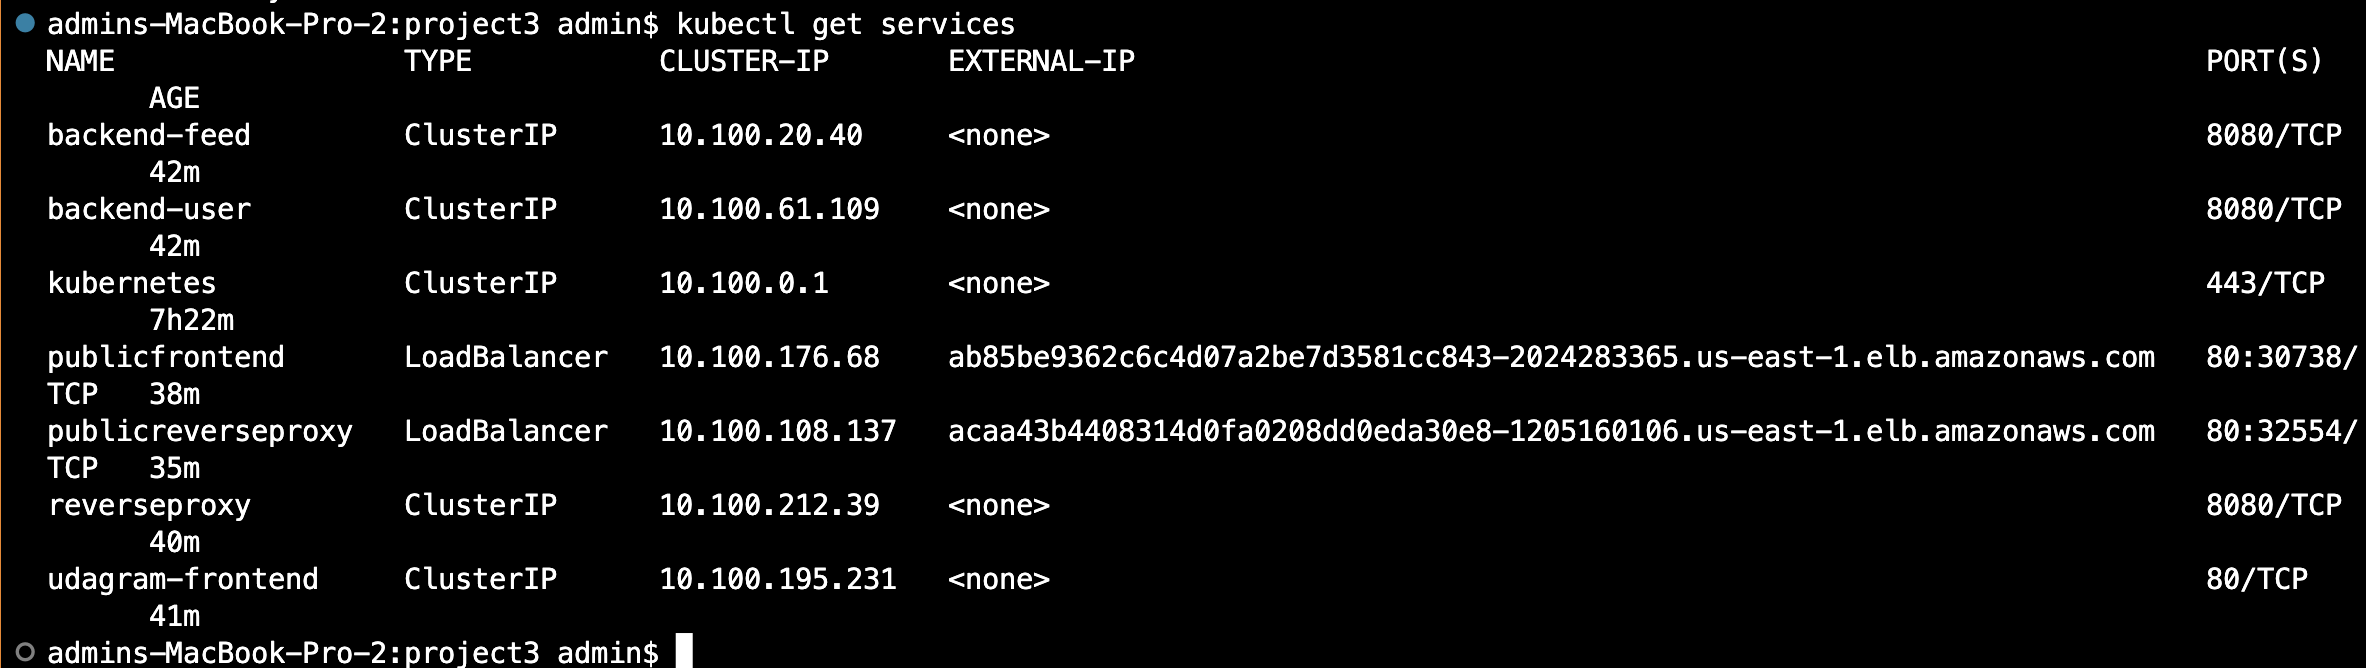 admins-MacBook-Pro-2:project3 admin$ kubectl get services
NAME TYPE CLUSTER-IP EXTERNAL-IP PORT(S)
AGE
backend-feed ClusterIP 10.100.20.40 <none> 8080/TCP
42m
backend-user ClusterIP 10.100.61.109 <none> 8080/TCP
42m
kubernetes ClusterIP 10.100.0.1 <none> 443/TCP
7h22m
publicfrontend LoadBalancer 10.100.176.68 ab85be9362c6c4d07a2be7d3581cc843-2024283365.us-east-1.elb.amazonaws.com 80:30738/
TCP 38m
publicreverseproxy LoadBalancer 10.100.108.137 acaa43b4408314d0fa0208dd0eda30e8-1205160106.us-east-1.elb.amazonaws.com 80:32554/
TCP 35m
reverseproxy ClusterIP 10.100.212.39 <none> 8080/TCP
40m
udagram-frontend ClusterIP 10.100.195.231 <none> 80/TCP
41m
admins-MacBook-Pro-2:project3 admin$